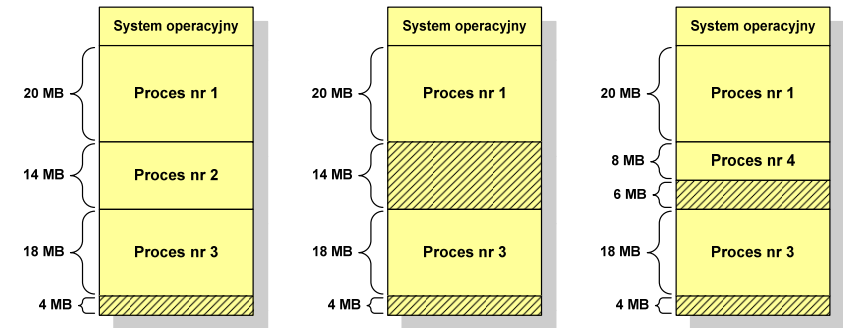 System operacyjny
20 MB
Proces nr 1
14 MB
Proces nr 2
18 MB
Proces nr 3
4 MB
System operacyjny
20 MB
Proces nr 1
14 MB
18 MB
Proces nr 3
4 MB
System operacyjny
20 MB
Proces nr 1
8 MB
Proces nr 4
6 MB
18 MB
Proces nr 3
4 MB